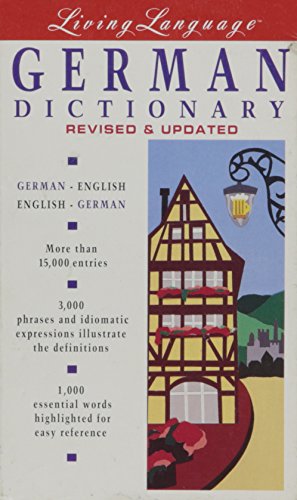 Living Language™
GERMAN
DICTIONARY
REVISED & UPDATED
GERMAN - ENGLISH
ENGLISH - GERMAN
More than
15,000 entries
3,000
phrases and idiomatic
expressions illustrate
the definitions
1,000
essential words
highlighted for
easy reference